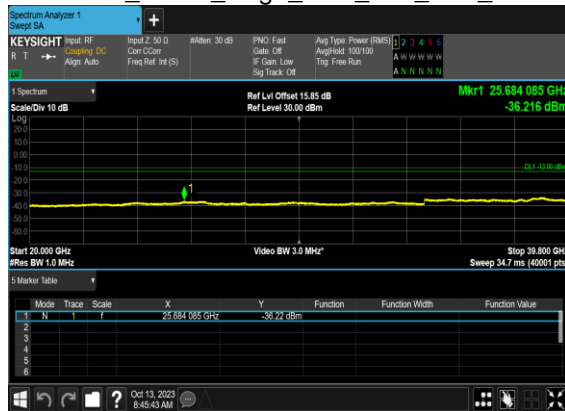 Spectrum Analyzer 1
Swept SA
+
KEYSIGHT Input: RF Input Z: 50 Ω #Atten: 30 dB PNO: Fast Avg Type: Power (RMS) 1 2 3 4 5 6
R T Coupling: DC Corr CCorr Gate: Off Avg|Hold: 100/100 A W W W W W
Align: Auto Freq Ref: Int (S) IF Gain: Low Trig: Free Run
Sig Track: Off A N N N N N
1 Spectrum Ref Lvl Offset 15.85 dB Mkr1 25.684 085 GHz
Scale/Div 10 dB Ref Level 30.00 dBm -36.216 dBm
Log
20.0
10.0
0.00
-10.0 DL1 -13.00 dBm
-20.0
-30.0 1
-40.0
-50.0
-60.0
Start 20.000 GHz Video BW 3.0 MHz* Stop 39.800 GHz
#Res BW 1.0 MHz Sweep 34.7 ms (40001 pts)
5 Marker Table
Mode Trace Scale X Y Function Function Width Function Value
1 N 1 f 25.684 085 GHz -36.22 dBm
2
3
4
5
6
? Oct 13, 2023
8:45:43 AM